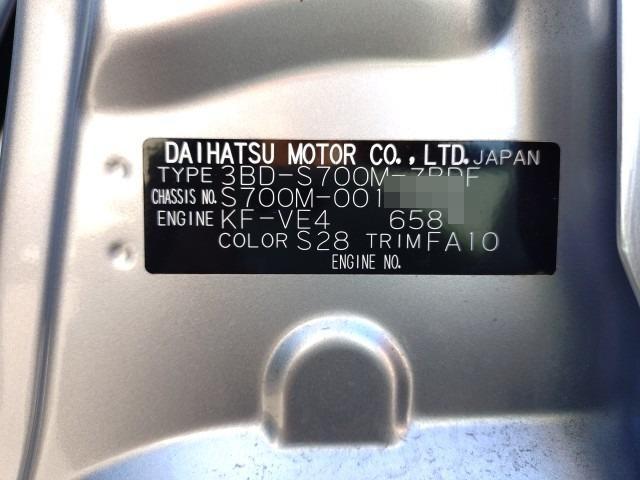 DAIHATSU MOTOR CO., LTD. JAPAN
TYPE 3BD-S700M-ZBDF
CHASSIS NO. S700M-001
ENGINE KF-VE4 658
COLOR S28 TRIM FA10
ENGINE NO.